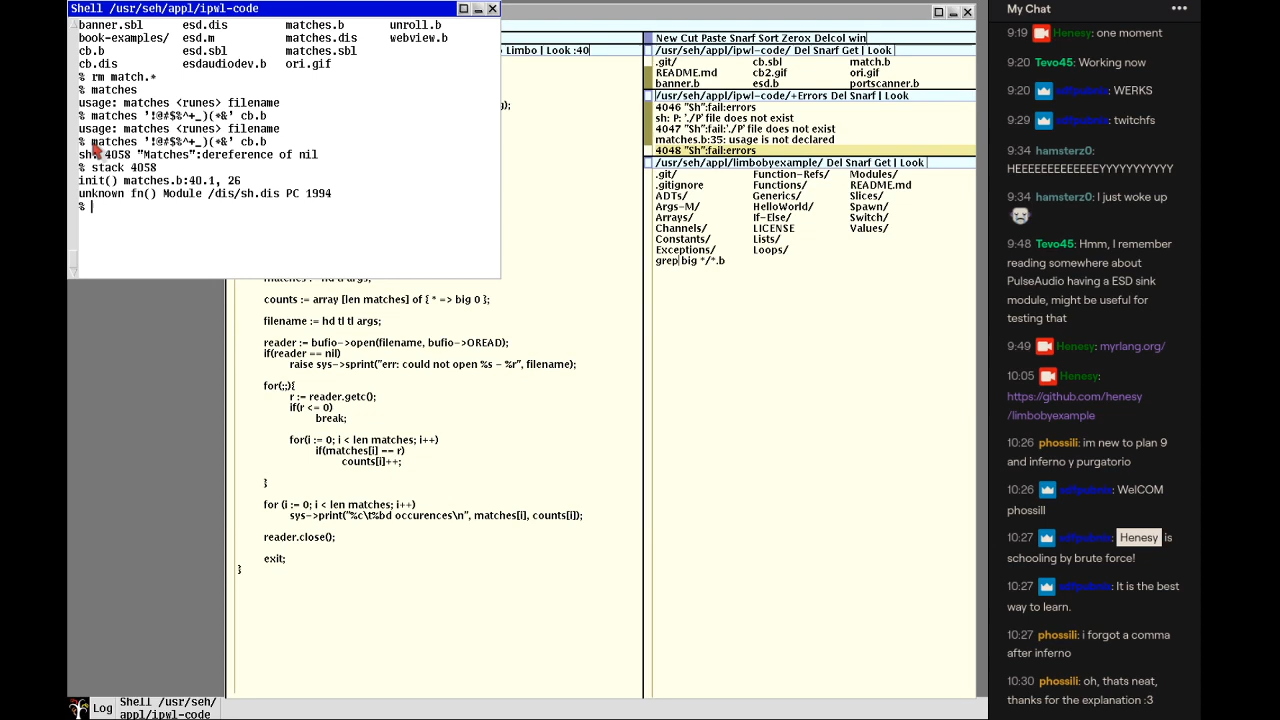 Shell /usr/seh/appl/ipwl-code
banner.sbl esd.dis matches.b unroll.b
book-examples/ esd.m matches.dis webview.b
cb.b esd.sbl matches.sbl
cb.dis esdaudiodev.b ori.gif
% rm match.*
% matches
usage: matches <runes> filename
% matches '!@#$%^+_)(*&' cb.b
usage: matches <runes> filename
% matches '!@#$%^+_)(*&' cb.b
sh: 4058 "Matches":dereference of nil
% stack 4058
init() matches.b:40.1, 26
unknown fn() Module /dis/sh.dis PC 1994
%
Limbo | Look :40
);
counts := array [len matches] of { * => big 0 };
filename := hd tl tl args;
reader := bufio->open(filename, bufio->OREAD);
if(reader == nil)
raise sys->sprint("err: could not open %s - %r", filename);
for(;;){
r := reader.getc();
if(r <= 0)
break;
for(i := 0; i < len matches; i++)
if(matches[i] == r)
counts[i]++;
}
for (i := 0; i < len matches; i++)
sys->print("%c\t%bd occurences\n", matches[i], counts[i]);
reader.close();
exit;
}
New Cut Paste Snarf Sort Zerox Delcol win
/usr/seh/appl/ipwl-code/ Del Snarf Get | Look
.git/ cb.sbl match.b
README.md cb2.gif ori.gif
banner.b esd.b portscanner.b
/usr/seh/appl/ipwl-code/+Errors Del Snarf | Look
4046 "Sh":fail:errors
sh: P: './P' file does not exist
4047 "Sh":fail:'./P' file does not exist
matches.b:35: usage is not declared
4048 "Sh":fail:errors
/usr/seh/appl/limbobyexample/ Del Snarf Get | Look
.git/ Function-Refs/ Modules/
.gitignore Functions/ README.md
ADTs/ Generics/ Slices/
Args-M/ HelloWorld/ Spawn/
Arrays/ If-Else/ Switch/
Channels/ LICENSE Values/
Constants/ Lists/
Exceptions/ Loops/
grep big */*.b
Log
Shell /usr/seh/
appl/ipwl-code
My Chat
9:19 Henesy: one moment
9:20 Tevo45: Working now
9:20 sdfpubnix: WERKS
9:29 sdfpubnix: twitchfs
9:34 hamsterz0:
HEEEEEEEEEEEEYYYYYYYYYYY
9:34 hamsterz0: I just woke up
9:48 Tevo45: Hmm, I remember
reading somewhere about
PulseAudio having a ESD sink
module, might be useful for
testing that
9:49 Henesy: myrlang.org/
10:05 Henesy:
https://github.com/henesy
/limbobyexample
10:26 phossili: im new to plan 9
and inferno y purgatorio
10:26 sdfpubnix: WelCOM
phossill
10:27 sdfpubnix: Henesy is
schooling by brute force!
10:27 sdfpubnix: It is the best
way to learn.
10:27 phossili: i forgot a comma
after inferno
10:30 phossili: oh, thats neat,
thanks for the explanation :3